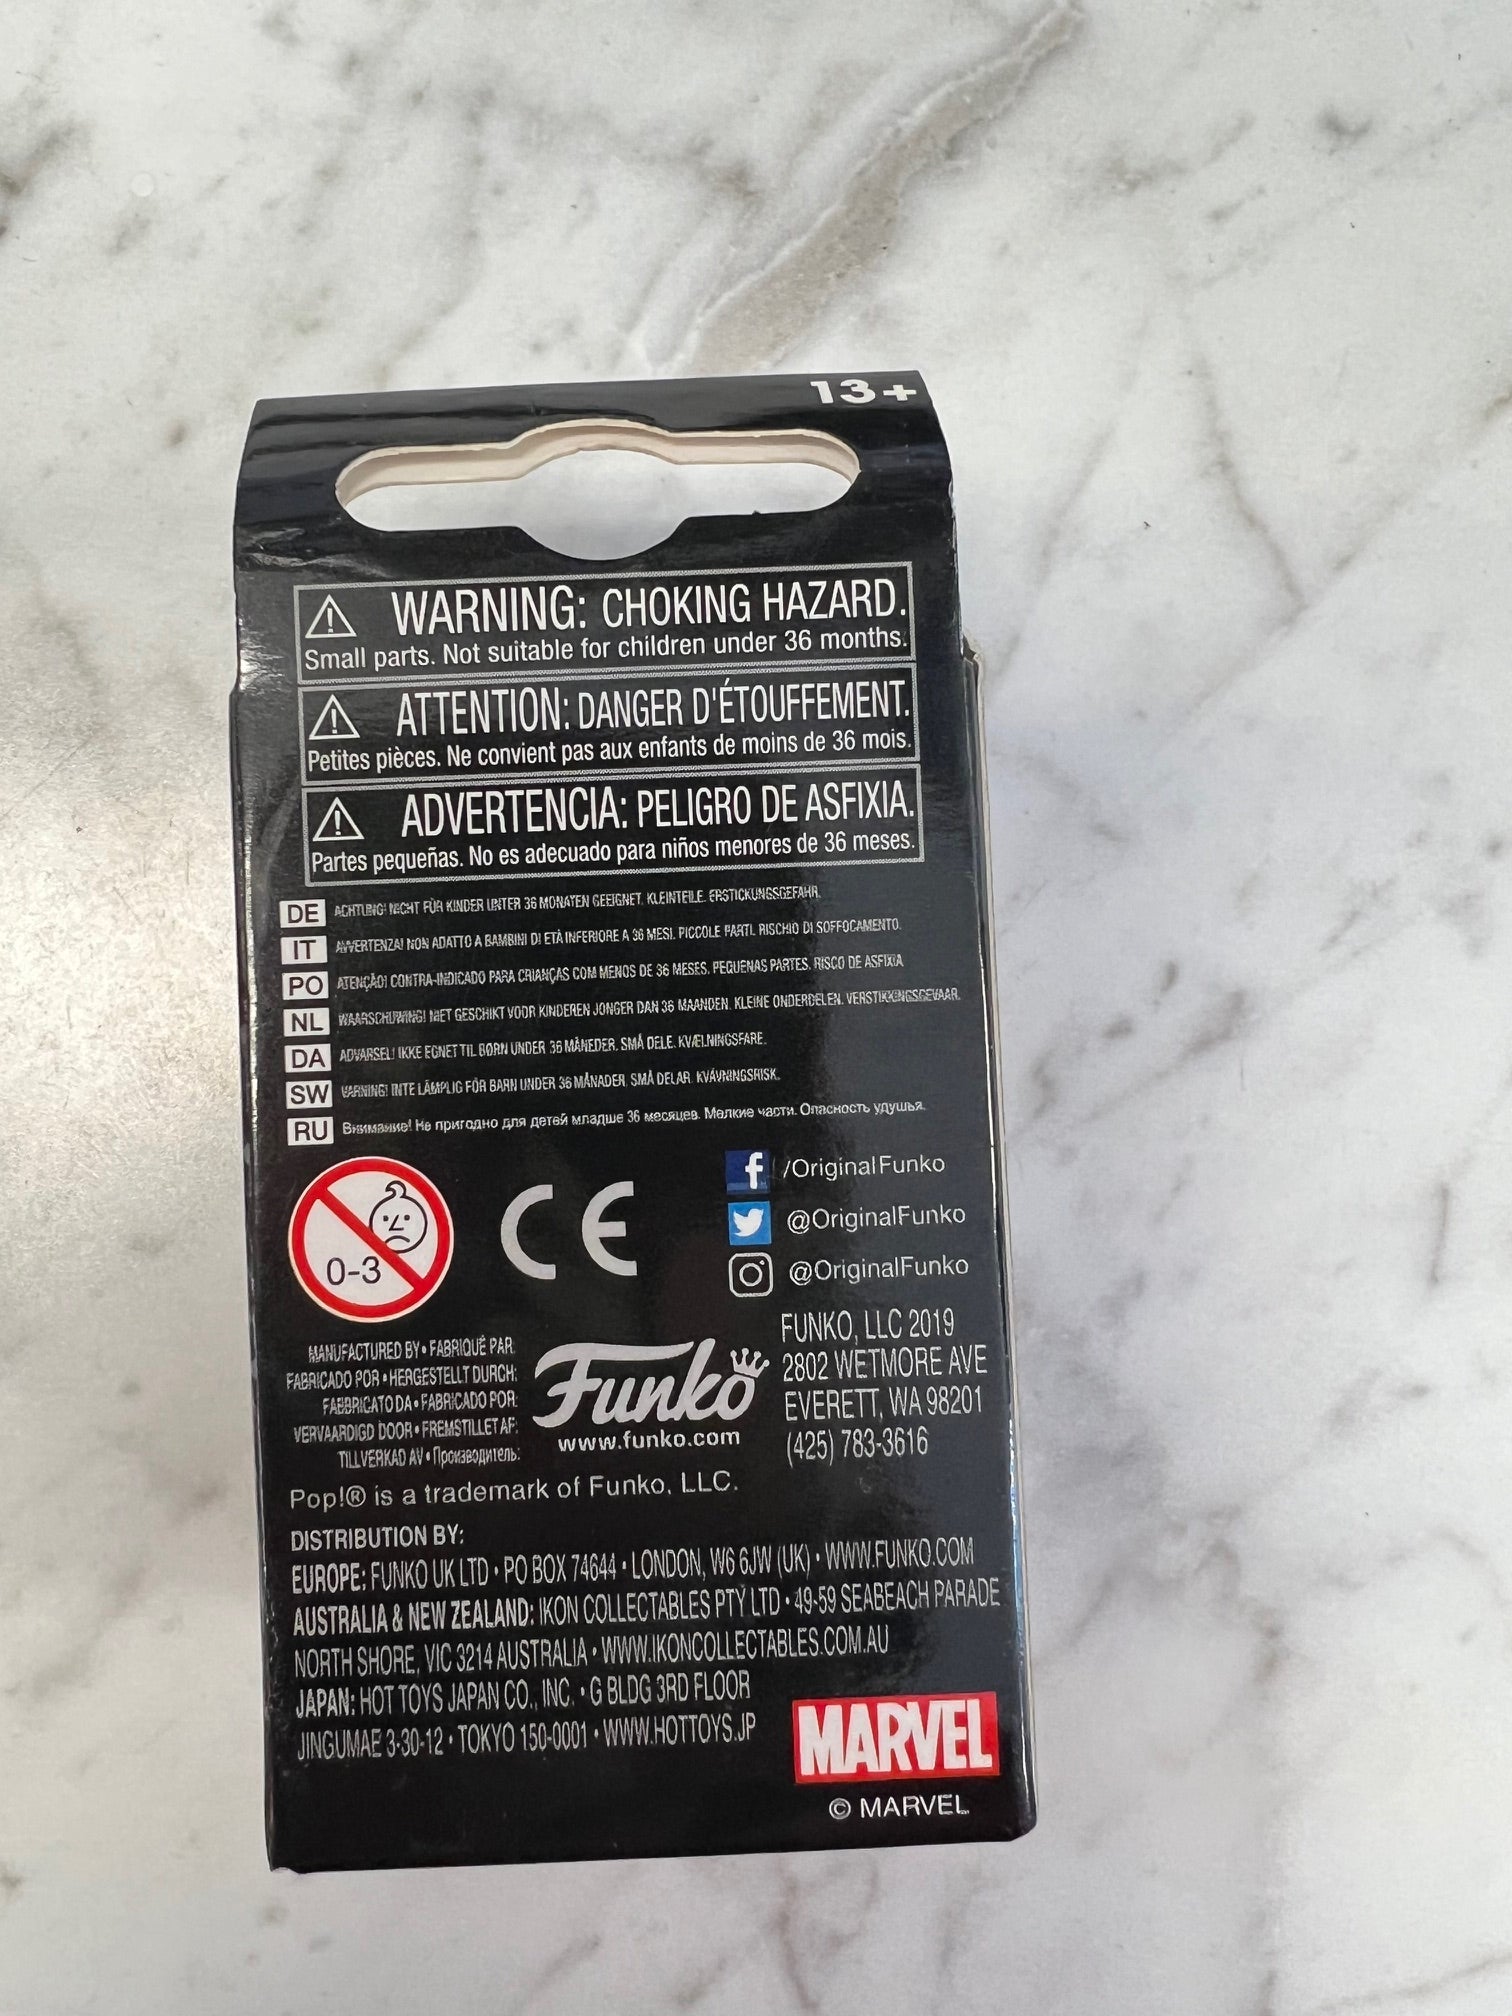 13+
WARNING: CHOKING HAZARD.
Small parts. Not suitable for children under 36 months.
ATTENTION: DANGER D'ÉTOUFFEMENT.
Petites pièces. Ne convient pas aux enfants de moins de 36 mois.
ADVERTENCIA: PELIGRO DE ASFIXIA.
Partes pequeñas. No es adecuado para niños menores de 36 meses.
DE ACHTUNG! NICHT FÜR KINDER UNTER 36 MONATEN GEEIGNET. KLEINTEILE. ERSTICKUNGSGEFAHR.
IT AVVERTENZA! NON ADATTO A BAMBINI DI ETÀ INFERIORE A 36 MESI. PICCOLE PARTI. RISCHIO DI SOFFOCAMENTO.
PO ATENÇÃO! CONTRA-INDICADO PARA CRIANÇAS COM MENOS DE 36 MESES. PEQUENAS PARTES. RISCO DE ASFIXIA
NL WAARSCHUWING! NIET GESCHIKT VOOR KINDEREN JONGER DAN 36 MAANDEN. KLEINE ONDERDELEN. VERSTIKKINGSGEVAAR.
DA ADVARSEL! IKKE EGNET TIL BØRN UNDER 36 MÅNEDER. SMÅ DELE. KVÆLNINGSFARE.
SW VARNING! INTE LÄMPLIG FÖR BARN UNDER 36 MÅNADER. SMÅ DELAR. KVÄVNINGSRISK.
RU Внимание! Не пригодно для детей младше 36 месяцев. Мелкие части. Опасность удушья.
/OriginalFunko
@OriginalFunko
@OriginalFunko
0-3
CE
MANUFACTURED BY • FABRIQUÉ PAR
FABRICADO POR • HERGESTELLT DURCH:
FABBRICATO DA • FABRICADO POR:
VERVAARDIGD DOOR • FREMSTILLET AF:
TILLVERKAD AV • Производитель:
Funko
www.funko.com
FUNKO, LLC 2019
2802 WETMORE AVE
EVERETT, WA 98201
(425) 783-3616
Pop!® is a trademark of Funko, LLC.
DISTRIBUTION BY:
EUROPE: FUNKO UK LTD • PO BOX 74644 • LONDON, W6 6JW (UK) • WWW.FUNKO.COM
AUSTRALIA & NEW ZEALAND: IKON COLLECTABLES PTY LTD • 49-59 SEABEACH PARADE
NORTH SHORE, VIC 3214 AUSTRALIA • WWW.IKONCOLLECTABLES.COM.AU
JAPAN: HOT TOYS JAPAN CO., INC. • G BLDG 3RD FLOOR
JINGUMAE 3-30-12 • TOKYO 150-0001 • WWW.HOTTOYS.JP
MARVEL
© MARVEL